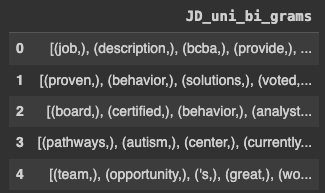 JD_uni_bi_grams
0 [(job,), (description,), (bcba,), (provide,), ...
1 [(proven,), (behavior,), (solutions,), (voted,...
2 [(board,), (certified,), (behavior,), (analyst...
3 [(pathways,), (autism,), (center,), (currently...
4 [(team,), (opportunity,), ('s,), (great,), (wo...